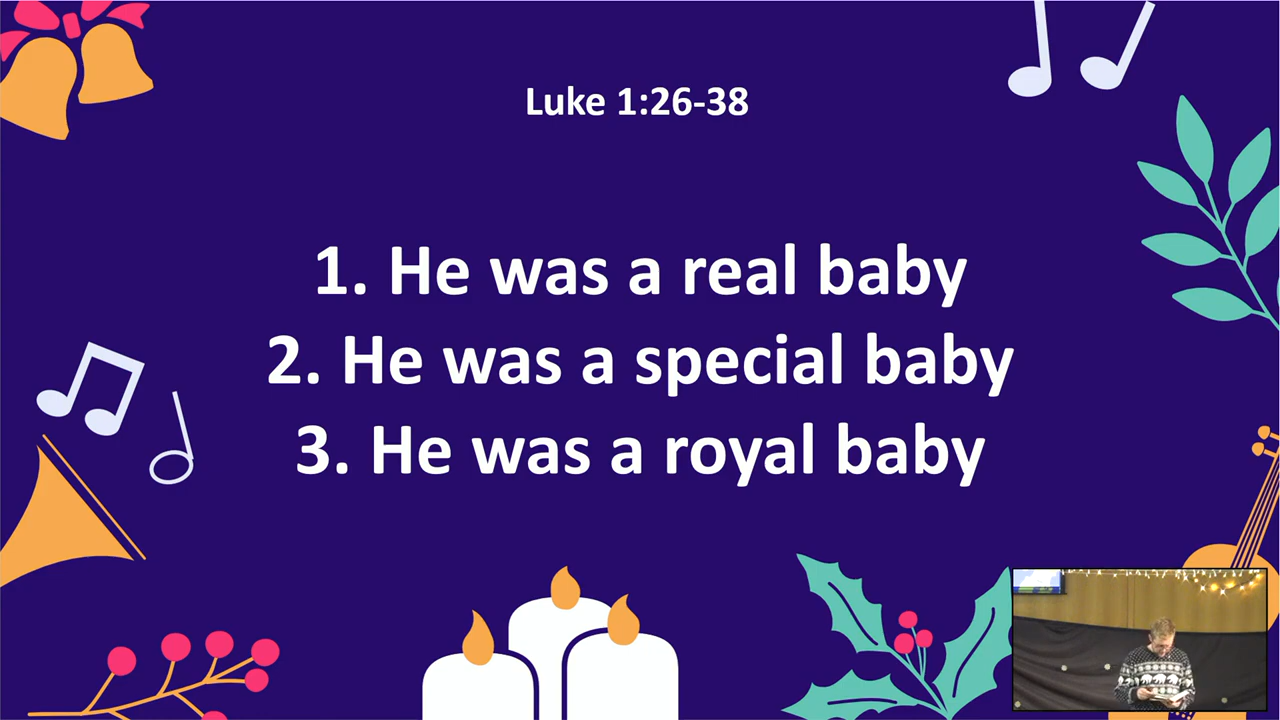 Luke 1:26-38
1. He was a real baby
2. He was a special baby
3. He was a royal baby